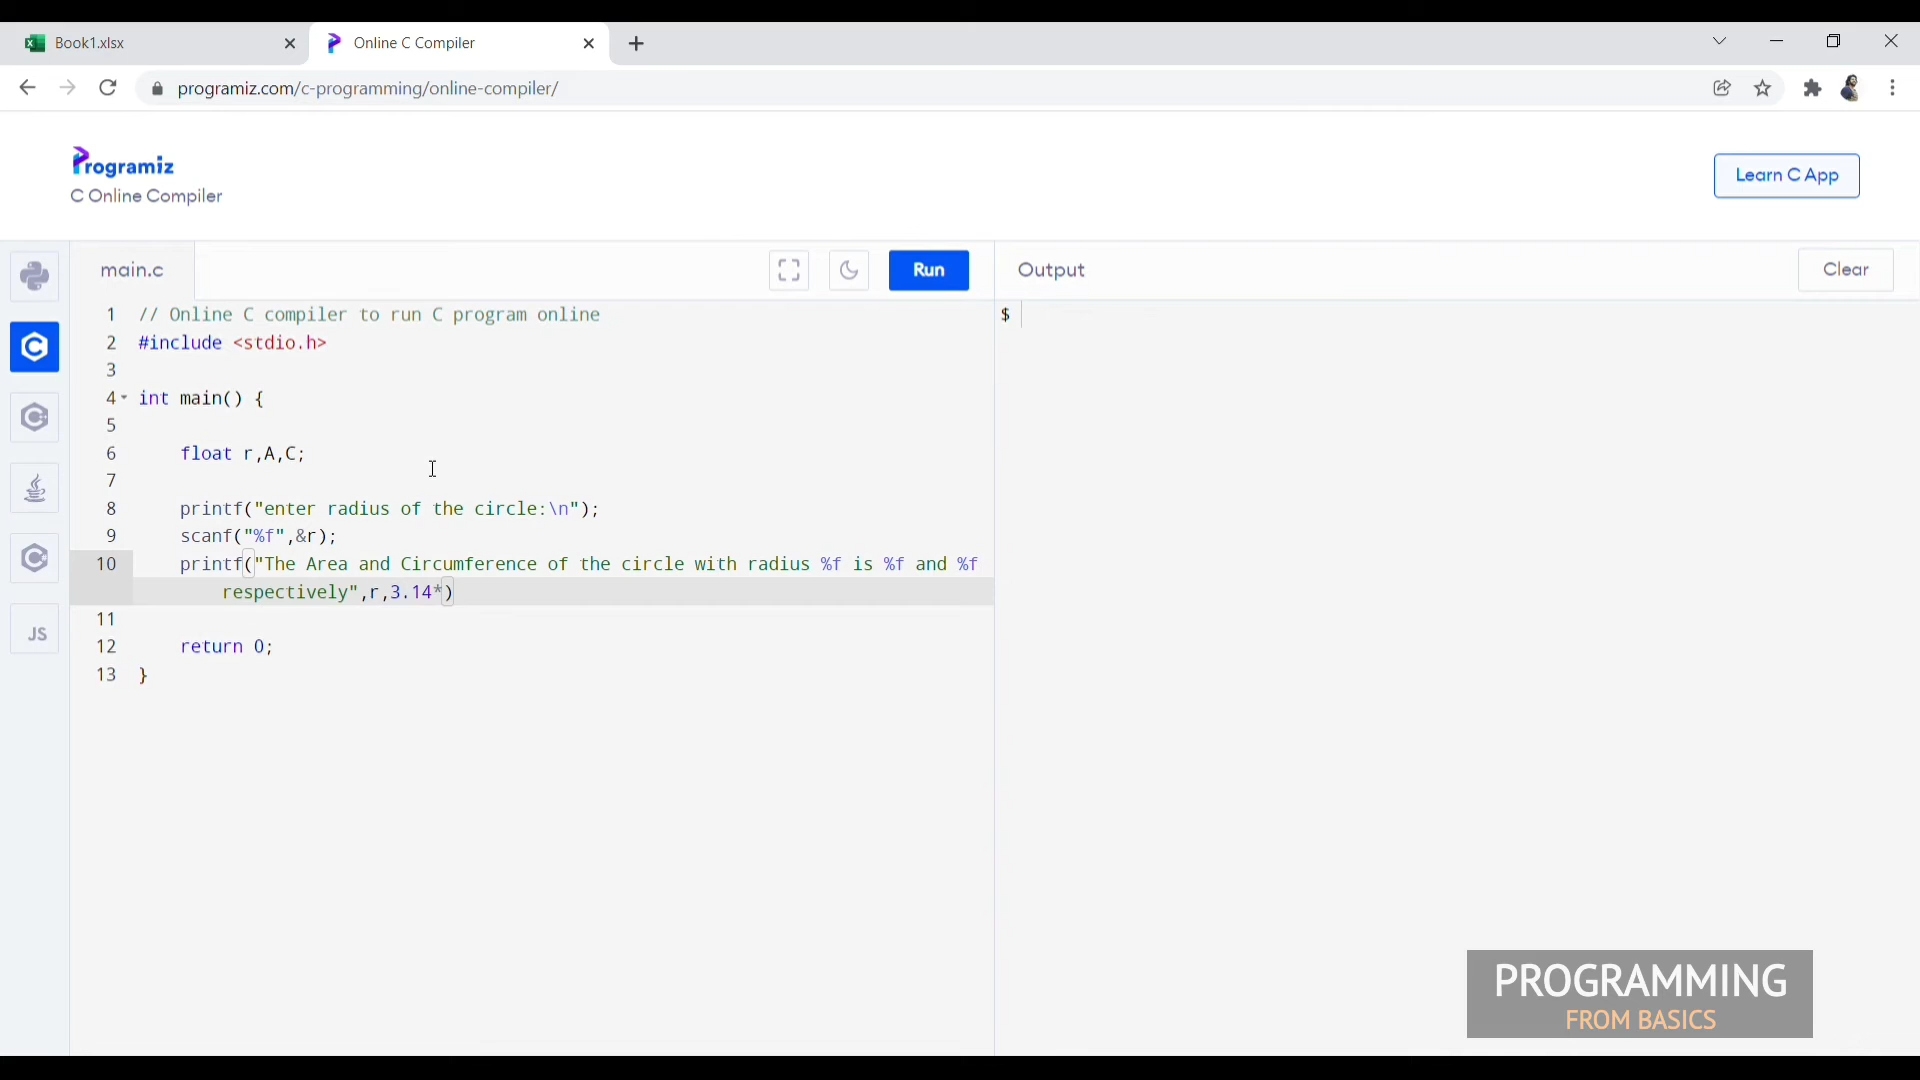 Book1.xlsx
Online C Compiler
programiz.com/c-programming/online-compiler/
Programiz
C Online Compiler
Learn C App
main.c
Run
Output
Clear
1 // Online C compiler to run C program online
2 #include <stdio.h>
3
4 int main() {
5
6 float r,A,C;
7
8 printf("enter radius of the circle:\n");
9 scanf("%f",&r);
10 printf("The Area and Circumference of the circle with radius %f is %f and %f
respectively",r,3.14*)
11
12 return 0;
13 }
$
JS
PROGRAMMING
FROM BASICS